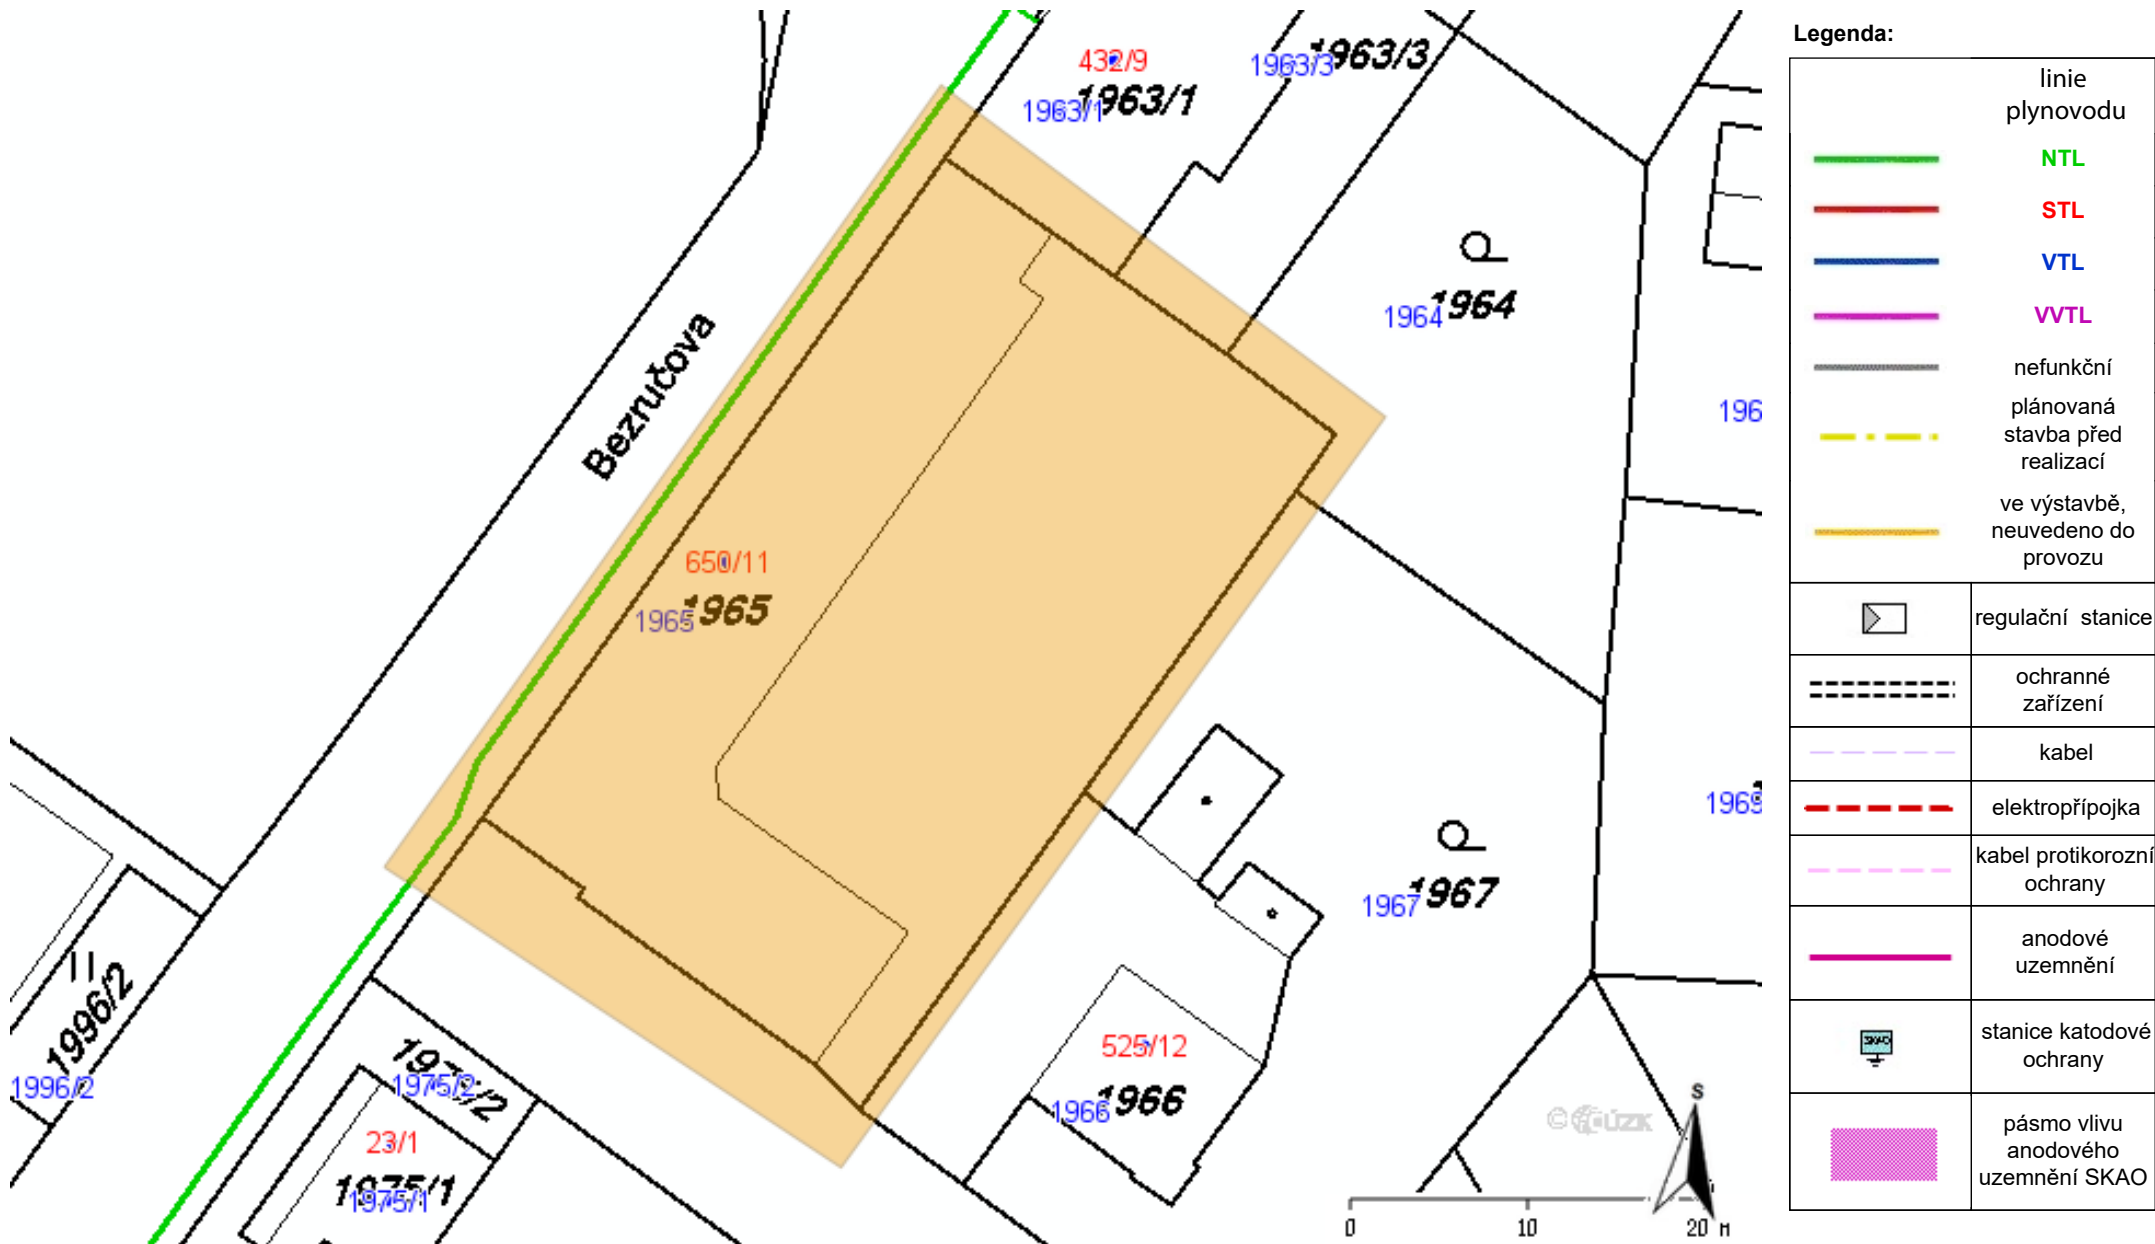 432/9
1963/1
1963/1
1963/3
1963/3
1964
1964
196
Bezručova
650/11
1965
1965
1969
1967
1967
525/12
1966
1966
1996/2
1996/2
1975/2
1975/2
23/1
1975/1
1975/1
S
0
10
20 M
Legenda:
linie
plynovodu
NTL
STL
VTL
VVTL
nefunkční
plánovaná
stavba před
realizací
ve výstavbě,
neuvedeno do
provozu
regulační stanice
ochranné
zařízení
kabel
elektropřípojka
kabel protikorozní
ochrany
anodové
uzemnění
SKAO
stanice katodové
ochrany
pásmo vlivu
anodového
uzemnění SKAO